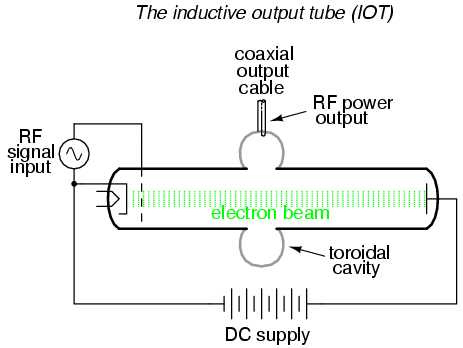 The inductive output tube (IOT)
coaxial
output
cable
RF power
output
RF
signal
input
electron beam
toroidal
cavity
DC supply